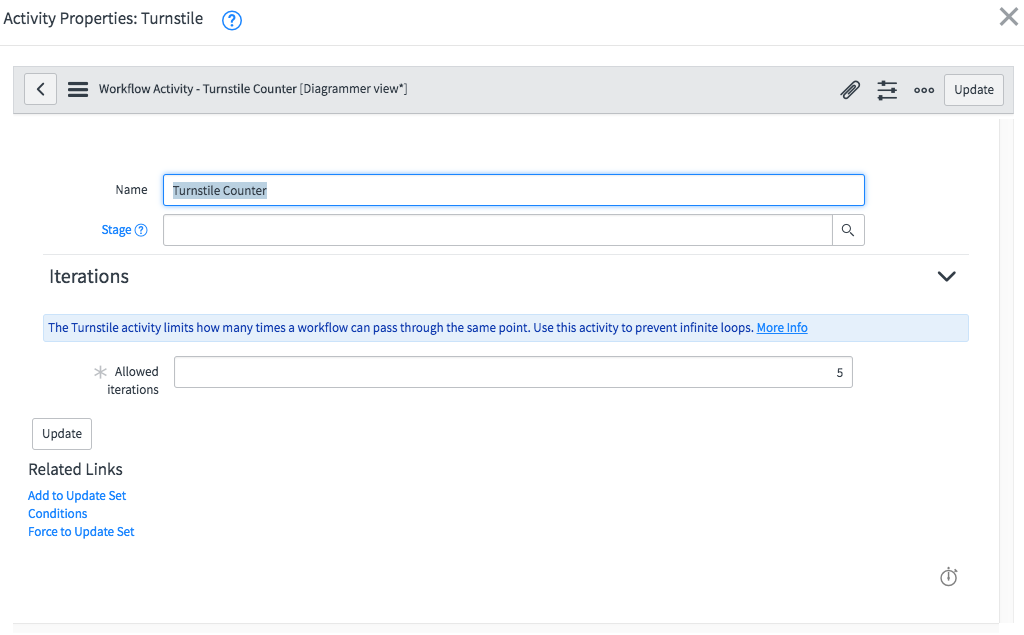 Activity Properties: Turnstile ?
Workflow Activity - Turnstile Counter [Diagrammer view*] Update
Name Turnstile Counter
Stage ?
Iterations
The Turnstile activity limits how many times a workflow can pass through the same point. Use this activity to prevent infinite loops. More Info
Allowed
iterations
5
Update
Related Links
Add to Update Set
Conditions
Force to Update Set